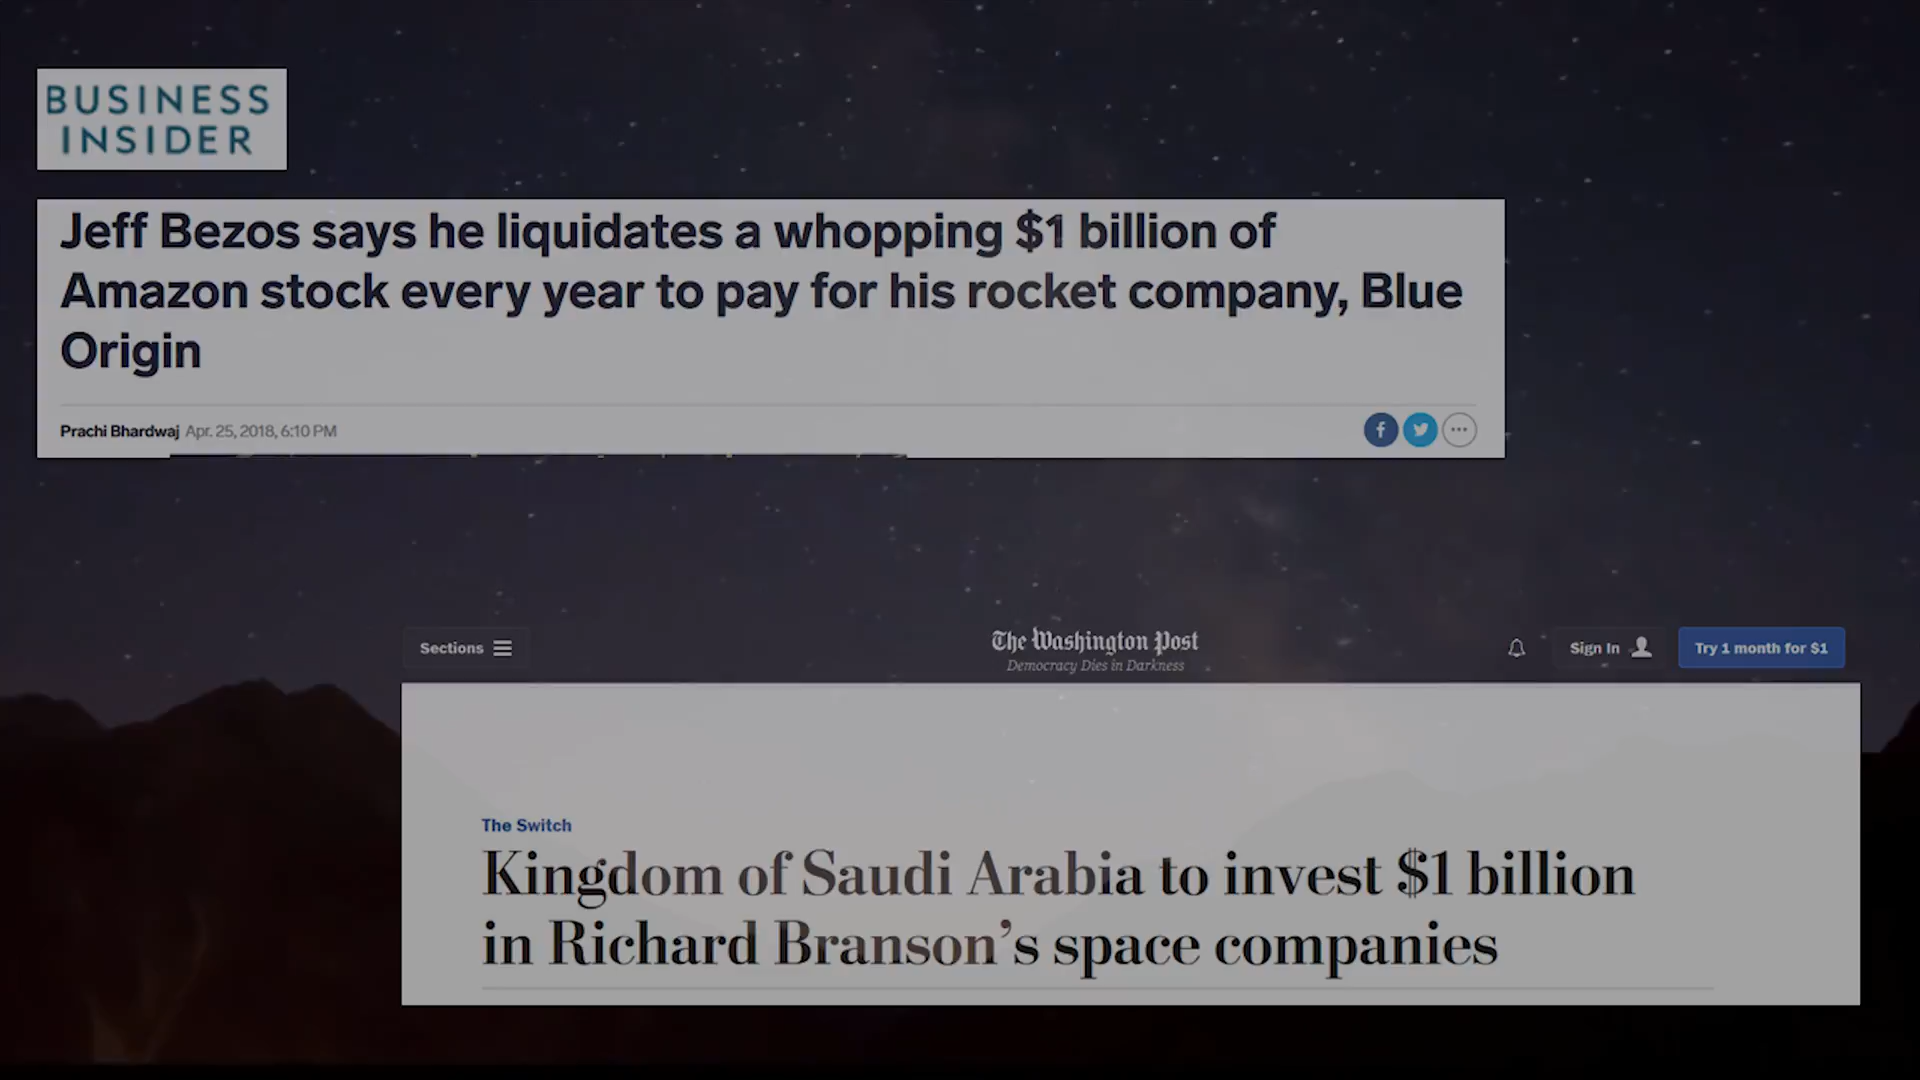 BUSINESS
INSIDER
Jeff Bezos says he liquidates a whopping $1 billion of
Amazon stock every year to pay for his rocket company, Blue
Origin
Prachi Bhardwaj Apr. 25, 2018, 6:10 PM
Sections
The Washington Post
Democracy Dies in Darkness
Sign In
Try 1 month for $1
The Switch
Kingdom of Saudi Arabia to invest $1 billion
in Richard Branson's space companies